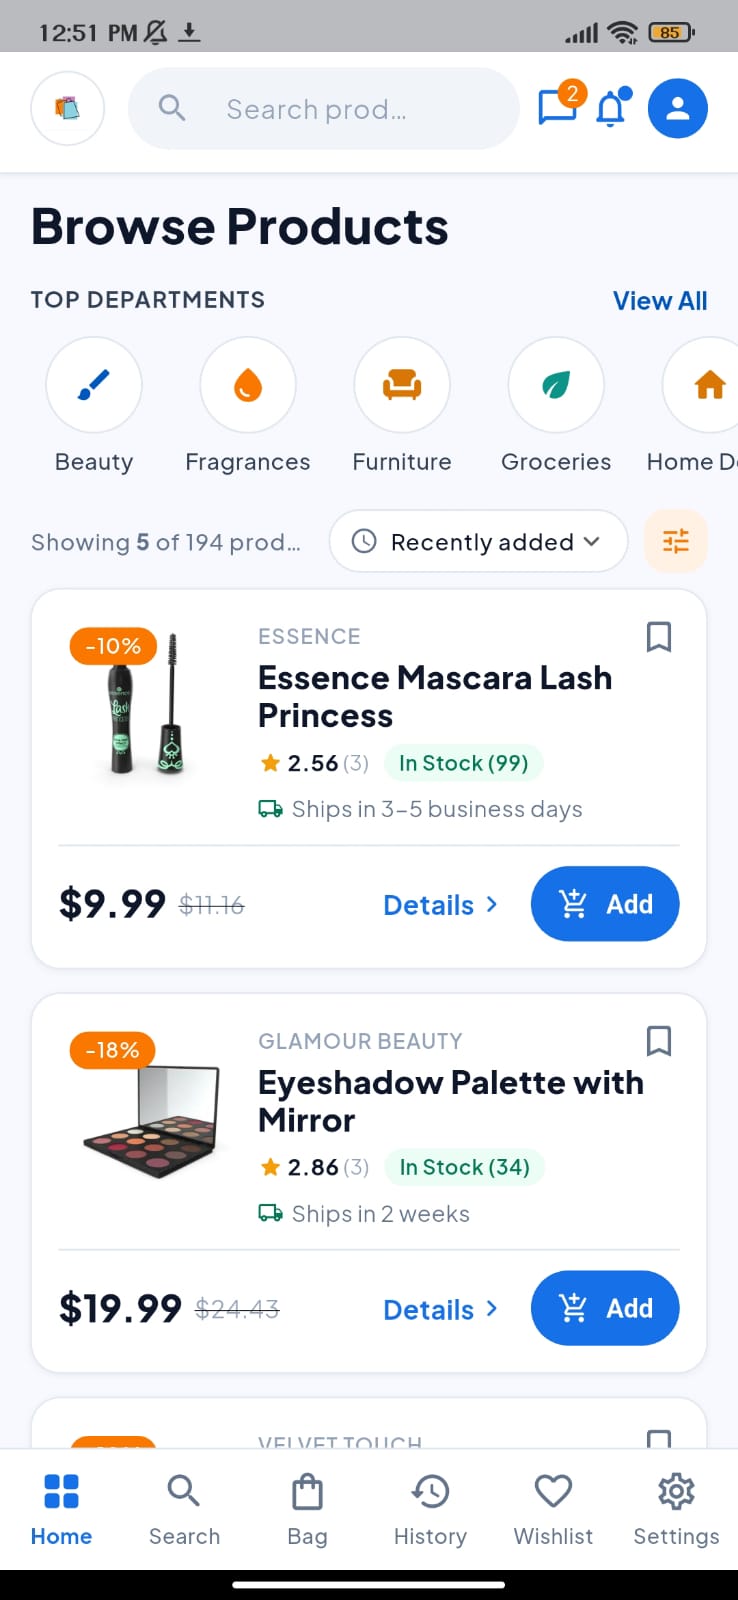 12:51 PM
85
Search prod...
2
Browse Products
TOP DEPARTMENTS
View All
Beauty
Fragrances
Furniture
Groceries
Home D
Showing 5 of 194 prod...
Recently added
-10%
ESSENCE
Essence Mascara Lash
Princess
2.56 (3)
In Stock (99)
Ships in 3-5 business days
$9.99 $11.16
Details
Add
-18%
GLAMOUR BEAUTY
Eyeshadow Palette with
Mirror
2.86 (3)
In Stock (34)
Ships in 2 weeks
$19.99 $24.43
Details
Add
VELVET TOUCH
Home
Search
Bag
History
Wishlist
Settings